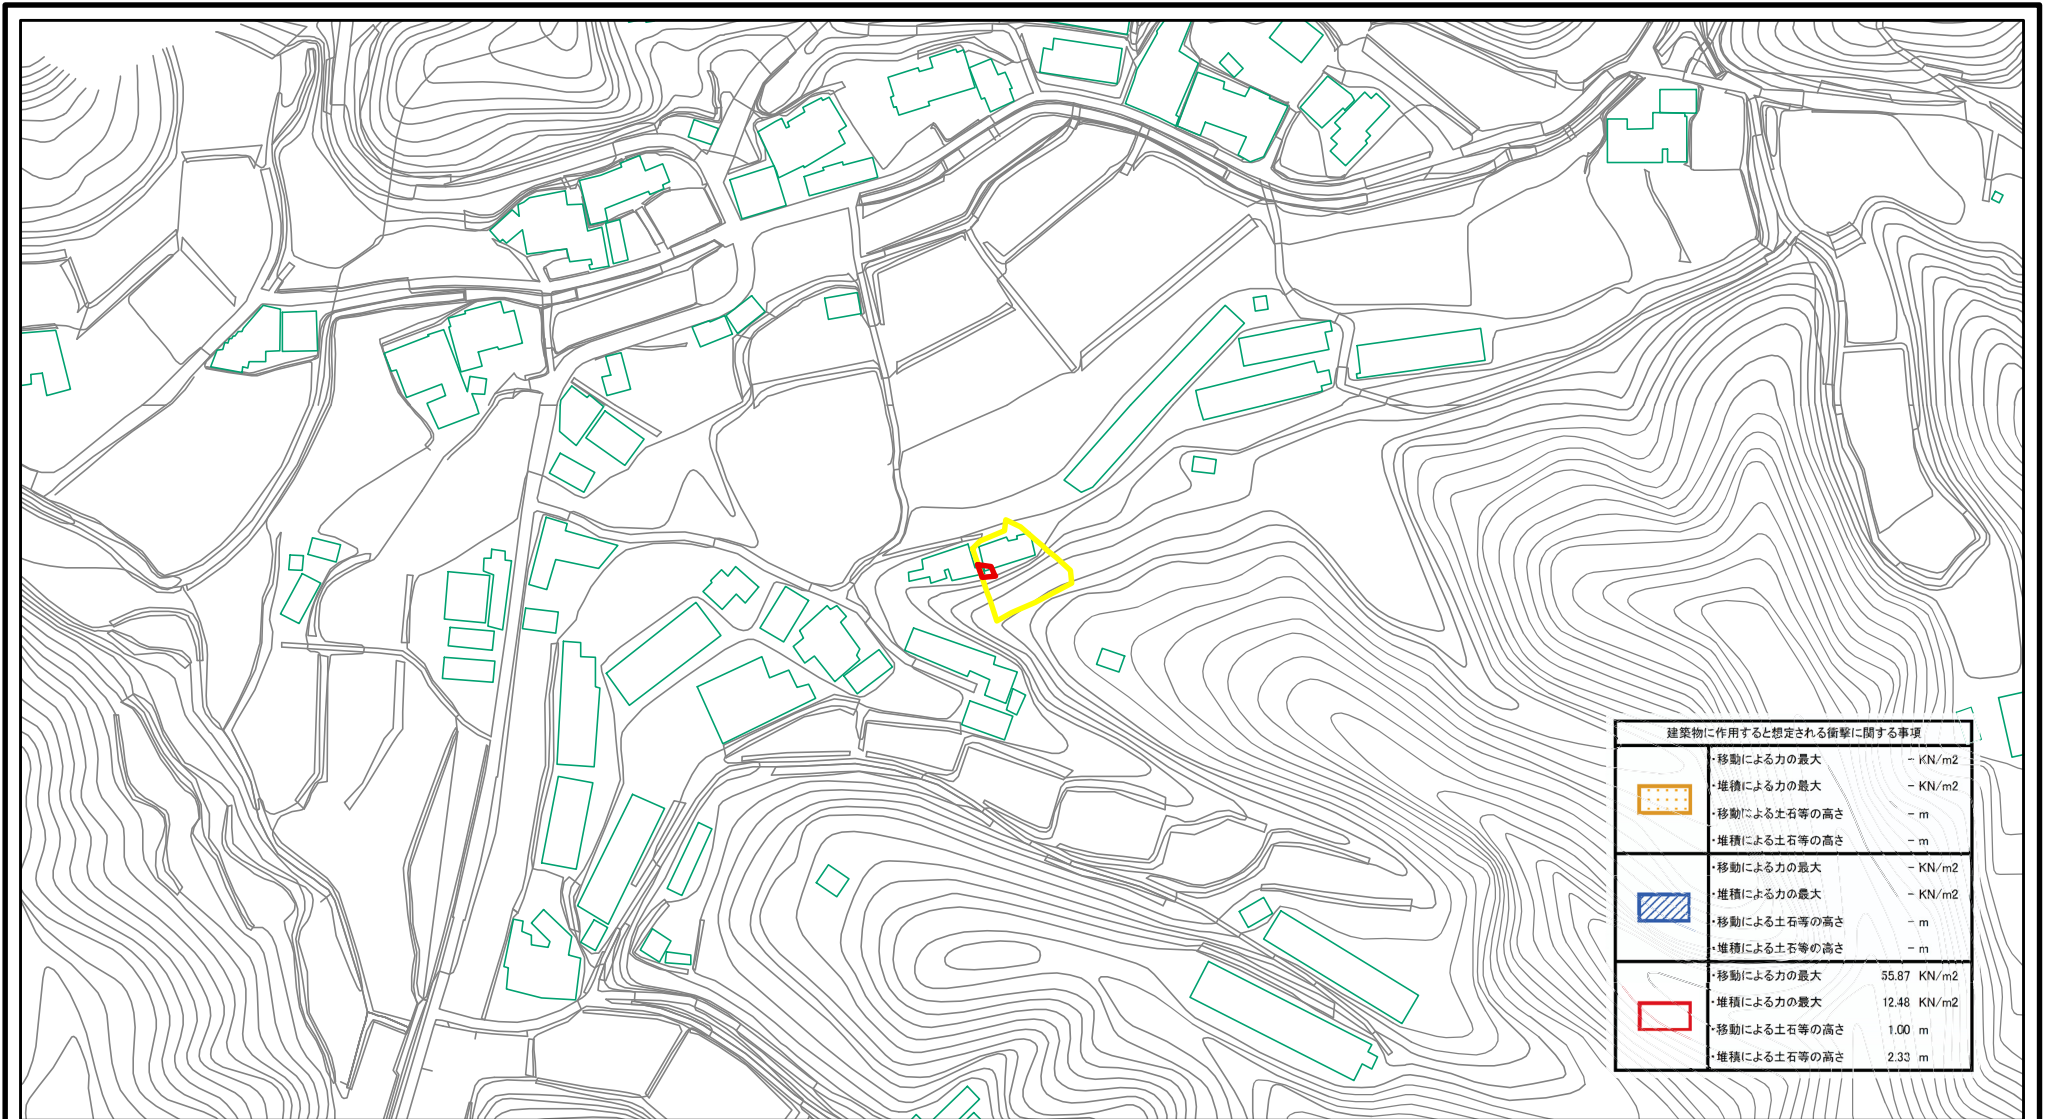 建築物に作用すると想定される衝撃に関する事項
・移動による力の最大 - KN/m2
・堆積による力の最大 - KN/m2
・移動による土石等の高さ - m
・堆積による土石等の高さ - m
・移動による力の最大 - KN/m2
・堆積による力の最大 - KN/m2
・移動による土石等の高さ - m
・堆積による土石等の高さ - m
・移動による力の最大 55.87 KN/m2
・堆積による力の最大 12.48 KN/m2
・移動による土石等の高さ 1.00 m
・堆積による土石等の高さ 2.33 m